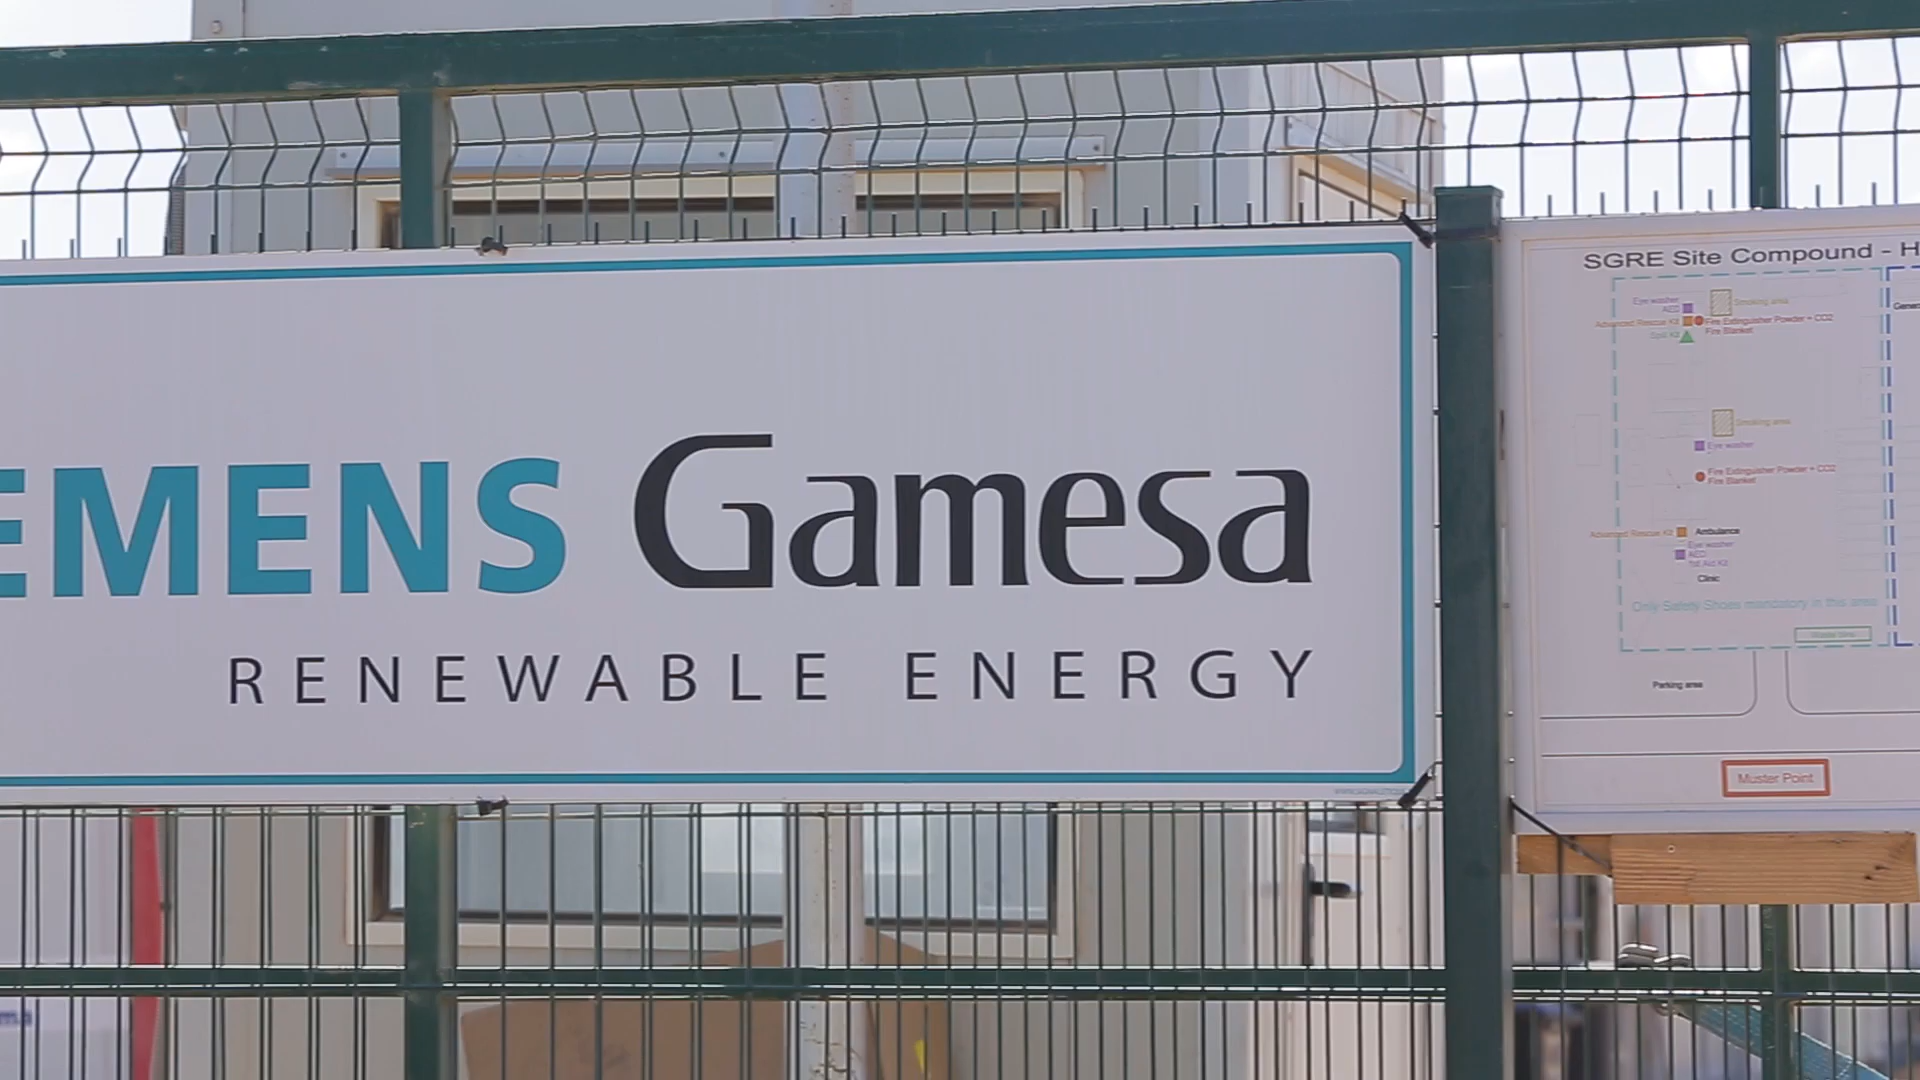 EMENS Gamesa
RENEWABLE ENERGY
SGRE Site Compound - H
Eye washer
AED
Smoking area
Advanced Rescue Kit
Fire Extinguisher Powder + CO2
Fire Blanket
Spill Kit
Smoking area
Eye washer
Fire Extinguisher Powder + CO2
Fire Blanket
Advanced Rescue Kit
Ambulance
Eye washer
AED
1st Aid Kit
Clinic
Only Safety Shoes mandatory in this area
Parking area
Muster Point